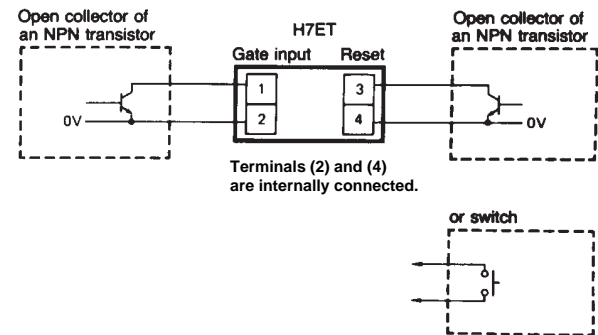 Open collector of
an NPN transistor
H7ET
Open collector of
an NPN transistor
Gate input
Reset
1
3
2
4
0V
0V
Terminals (2) and (4)
are internally connected.
or switch